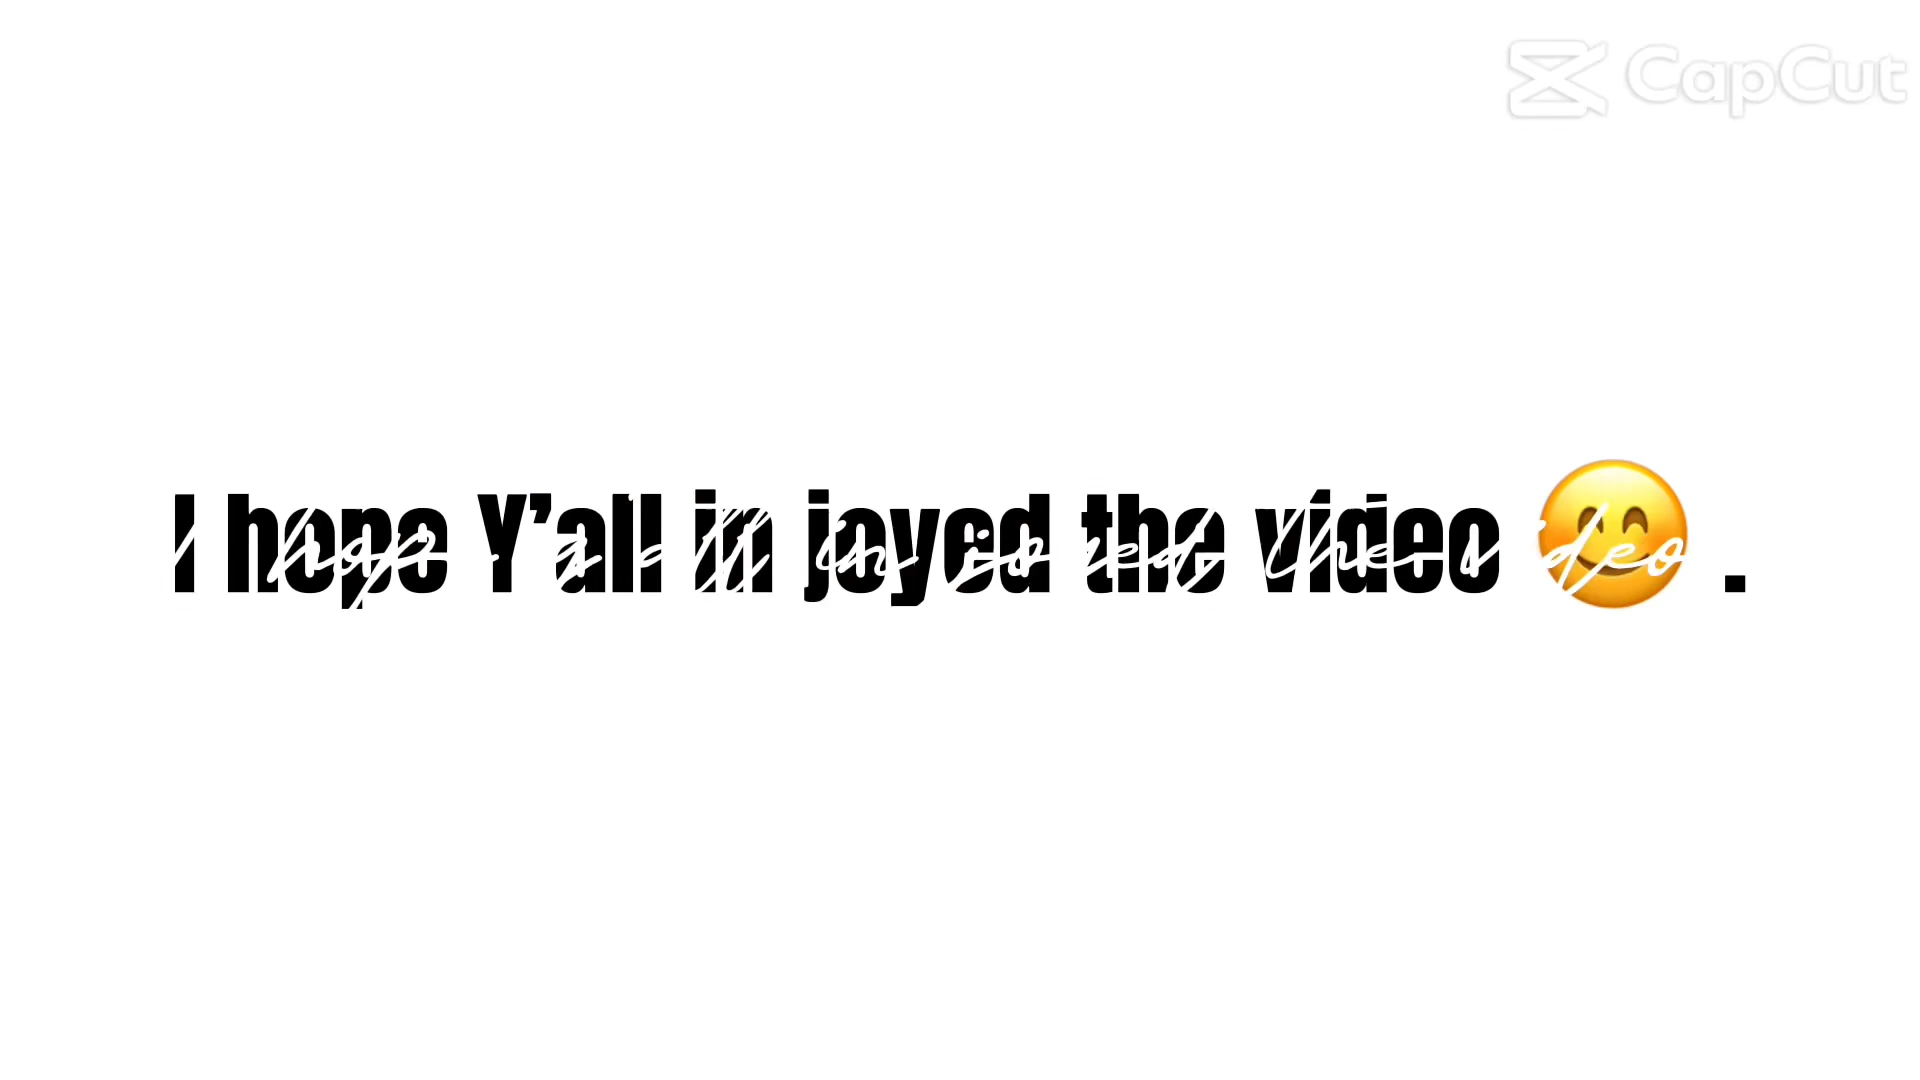 CapCut
I hope Y’all in joyed the video 😊 .